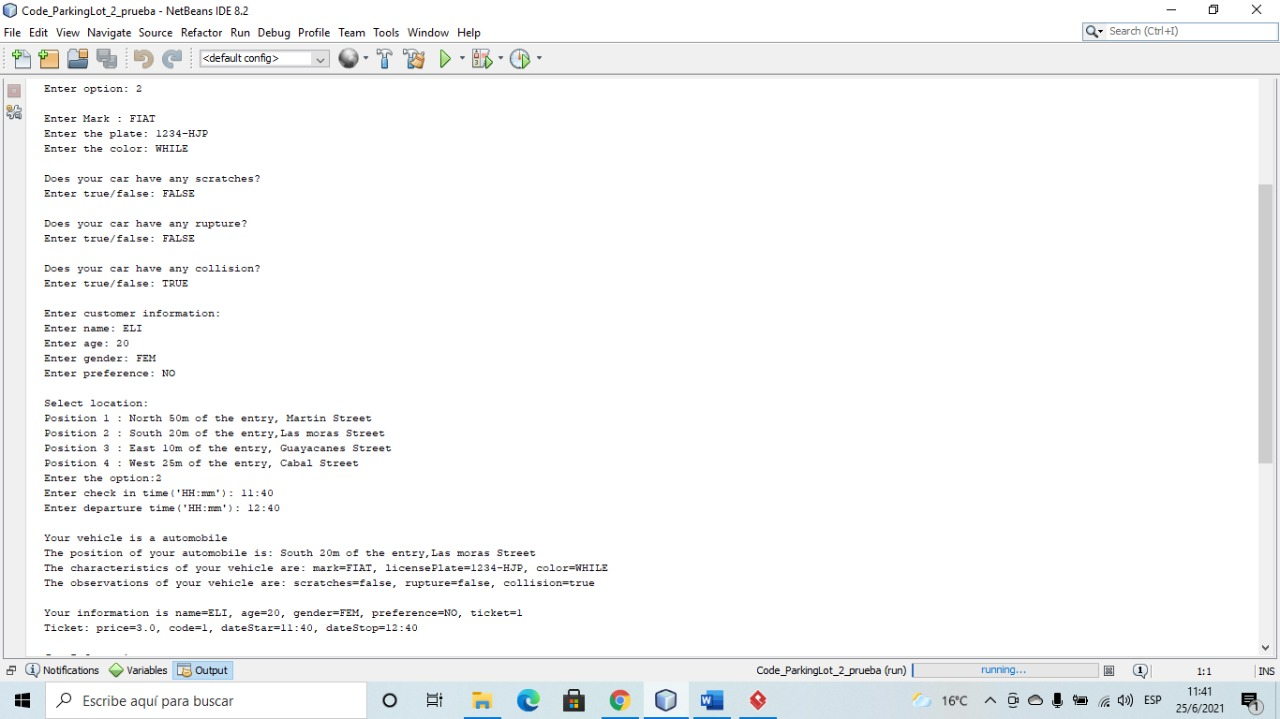 Code_ParkingLot_2_prueba - NetBeans IDE 8.2
File Edit View Navigate Source Refactor Run Debug Profile Team Tools Window Help
Search (Ctrl+I)
<default config>
Enter option: 2
Enter Mark : FIAT
Enter the plate: 1234-HJP
Enter the color: WHILE
Does your car have any scratches?
Enter true/false: FALSE
Does your car have any rupture?
Enter true/false: FALSE
Does your car have any collision?
Enter true/false: TRUE
Enter customer information:
Enter name: ELI
Enter age: 20
Enter gender: FEM
Enter preference: NO
Select location:
Position 1 : North 50m of the entry, Martin Street
Position 2 : South 20m of the entry,Las moras Street
Position 3 : East 10m of the entry, Guayacanes Street
Position 4 : West 25m of the entry, Cabal Street
Enter the option:2
Enter check in time('HH:mm'): 11:40
Enter departure time('HH:mm'): 12:40
Your vehicle is a automobile
The position of your automobile is: South 20m of the entry,Las moras Street
The characteristics of your vehicle are: mark=FIAT, licensePlate=1234-HJP, color=WHILE
The observations of your vehicle are: scratches=false, rupture=false, collision=true
Your information is name=ELI, age=20, gender=FEM, preference=NO, ticket=1
Ticket: price=3.0, code=1, dateStar=11:40, dateStop=12:40
Notifications Variables Output
Code_ParkingLot_2_prueba (run) running... 1:1 INS
Escribe aquí para buscar
16°C ESP 11:41
25/6/2021